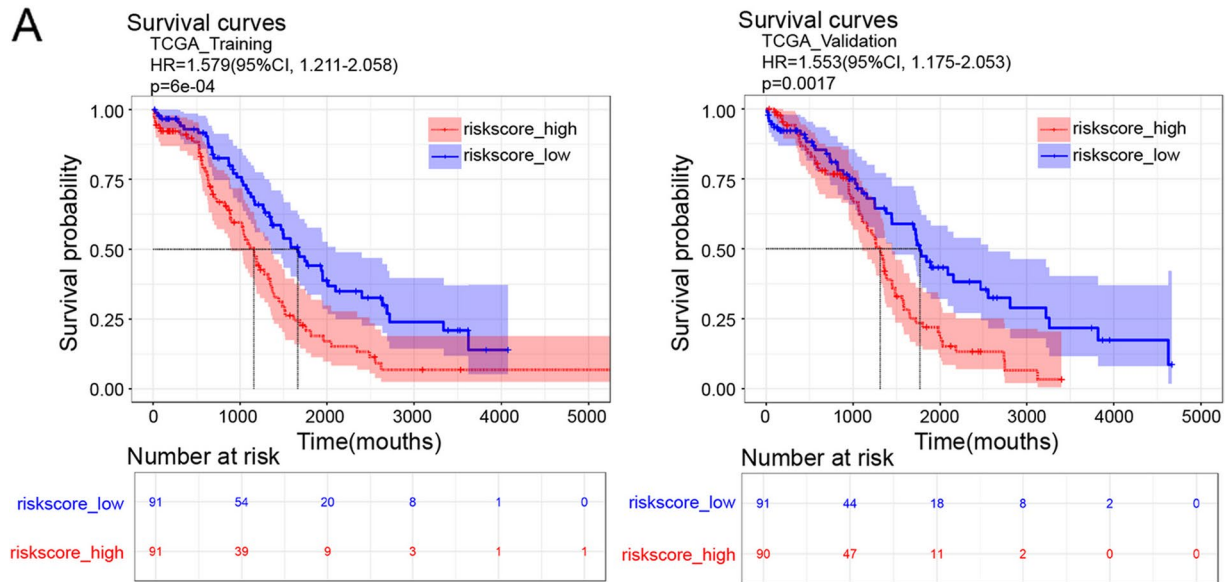 A
Survival curves
TCGA_Training
HR=1.579(95%CI, 1.211-2.058)
p=6e-04
1.00
0.75
0.50
0.25
0.00
Survival probability
riskscore_high
riskscore_low
0 1000 2000 3000 4000 5000
Time(mouths)
Number at risk
riskscore_low 91 54 20 8 1 0
riskscore_high 91 39 9 3 1 1
Survival curves
TCGA_Validation
HR=1.553(95%CI, 1.175-2.053)
p=0.0017
1.00
0.75
0.50
0.25
0.00
Survival probability
riskscore_high
riskscore_low
0 1000 2000 3000 4000 5000
Time(mouths)
Number at risk
riskscore_low 91 44 18 8 2 0
riskscore_high 90 47 11 2 0 0